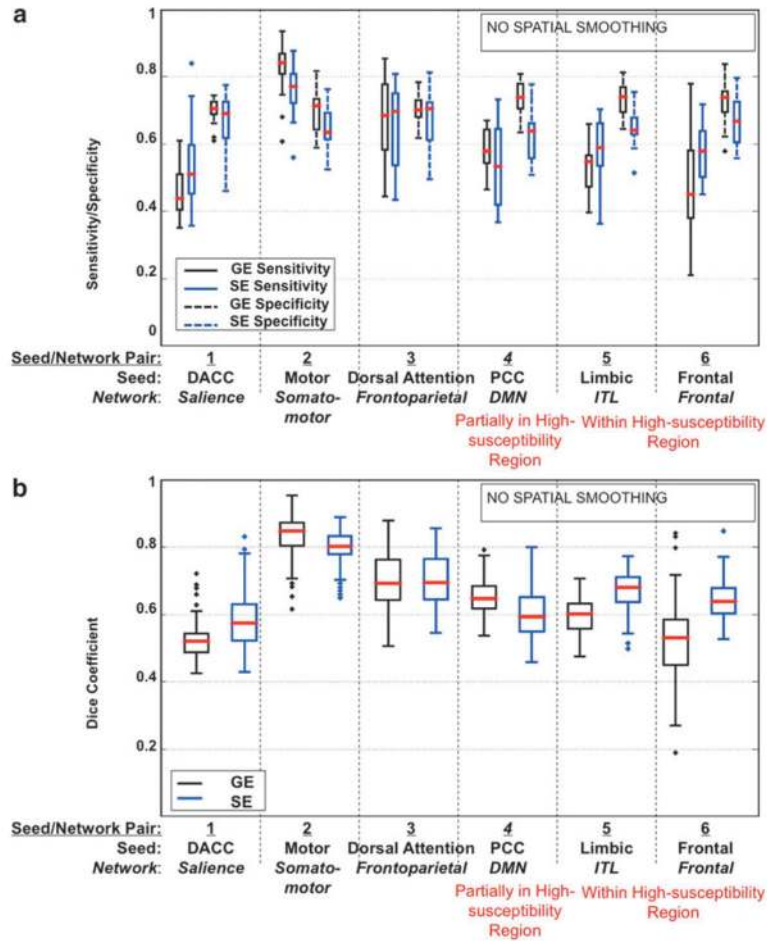 a
NO SPATIAL SMOOTHING
1
0.8
0.6
0.4
0.2
0
Sensitivity/Specificity
GE Sensitivity
SE Sensitivity
GE Specificity
SE Specificity
Seed/Network Pair: 1 2 3 4 5 6
Seed: DACC Motor Dorsal Attention PCC Limbic Frontal
Network: Salience Somato- Frontoparietal DMN ITL Frontal
motor
Partially in High- Within High-susceptibility
susceptibility Region
Region
b
NO SPATIAL SMOOTHING
1
0.8
0.6
0.4
0.2
Dice Coefficient
GE
SE
Seed/Network Pair: 1 2 3 4 5 6
Seed: DACC Motor Dorsal Attention PCC Limbic Frontal
Network: Salience Somato- Frontoparietal DMN ITL Frontal
motor
Partially in High- Within High-susceptibility
susceptibility Region
Region